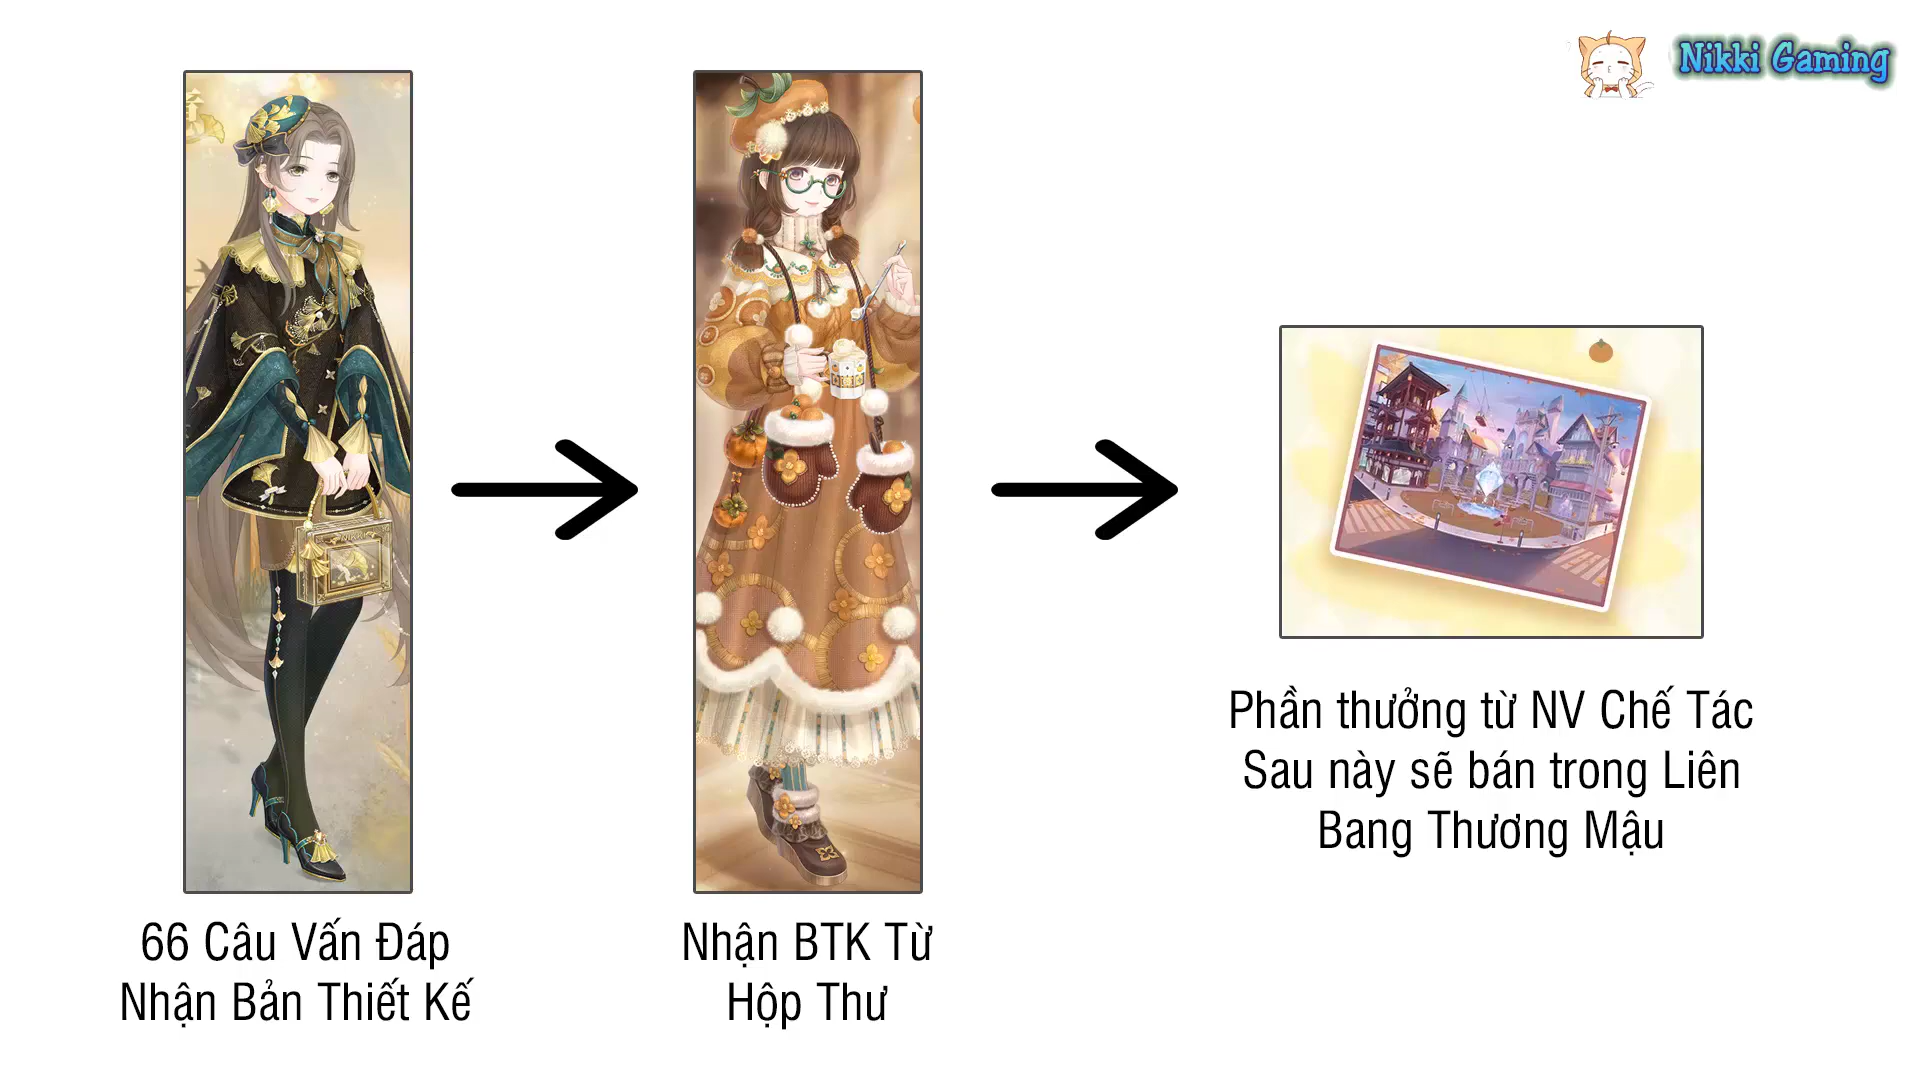 Nikki Gaming
66 Câu Vấn Đáp
Nhận Bản Thiết Kế
Nhận BTK Từ
Hộp Thư
Phần thưởng từ NV Chế Tác
Sau này sẽ bán trong Liên
Bang Thương Mậu